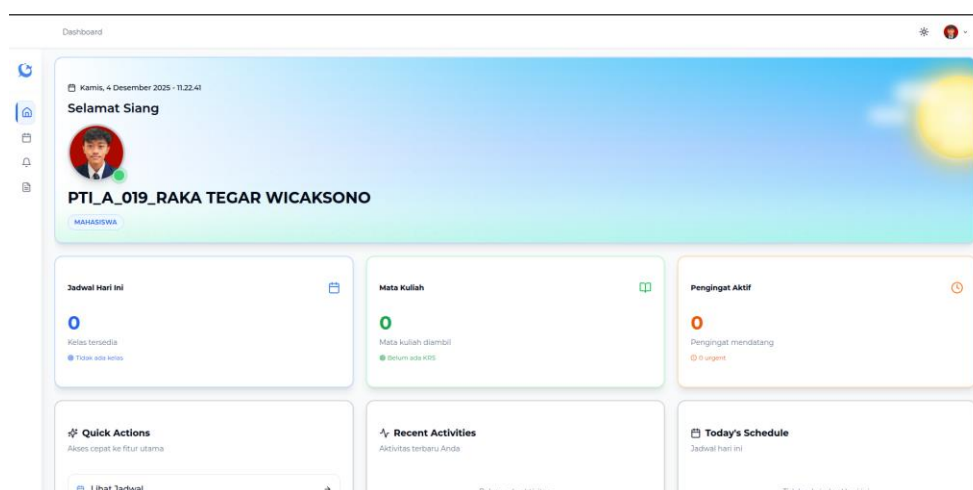 Dashboard
Kamis, 4 Desember 2025 - 11.22.41
Selamat Siang
PTI_A_019_RAKA TEGAR WICAKSONO
MAHASISWA
Jadwal Hari Ini
0
Kelas tersedia
Tidak ada kelas
Mata Kuliah
0
Mata kuliah diambil
Belum ada KRS
Pengingat Aktif
0
Pengingat mendatang
0 urgent
Quick Actions
Akses cepat ke fitur utama
Lihat Jadwal
Recent Activities
Aktivitas terbaru Anda
Today's Schedule
Jadwal hari ini